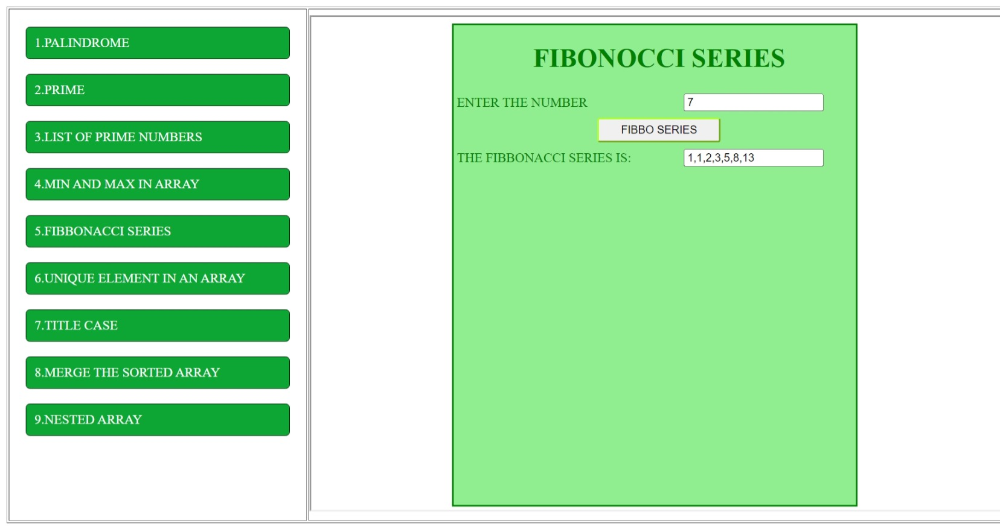 1.PALINDROME
2.PRIME
3.LIST OF PRIME NUMBERS
4.MIN AND MAX IN ARRAY
5.FIBBONACCI SERIES
6.UNIQUE ELEMENT IN AN ARRAY
7.TITLE CASE
8.MERGE THE SORTED ARRAY
9.NESTED ARRAY
FIBONOCCI SERIES
ENTER THE NUMBER 7
FIBBO SERIES
THE FIBBONACCI SERIES IS: 1,1,2,3,5,8,13